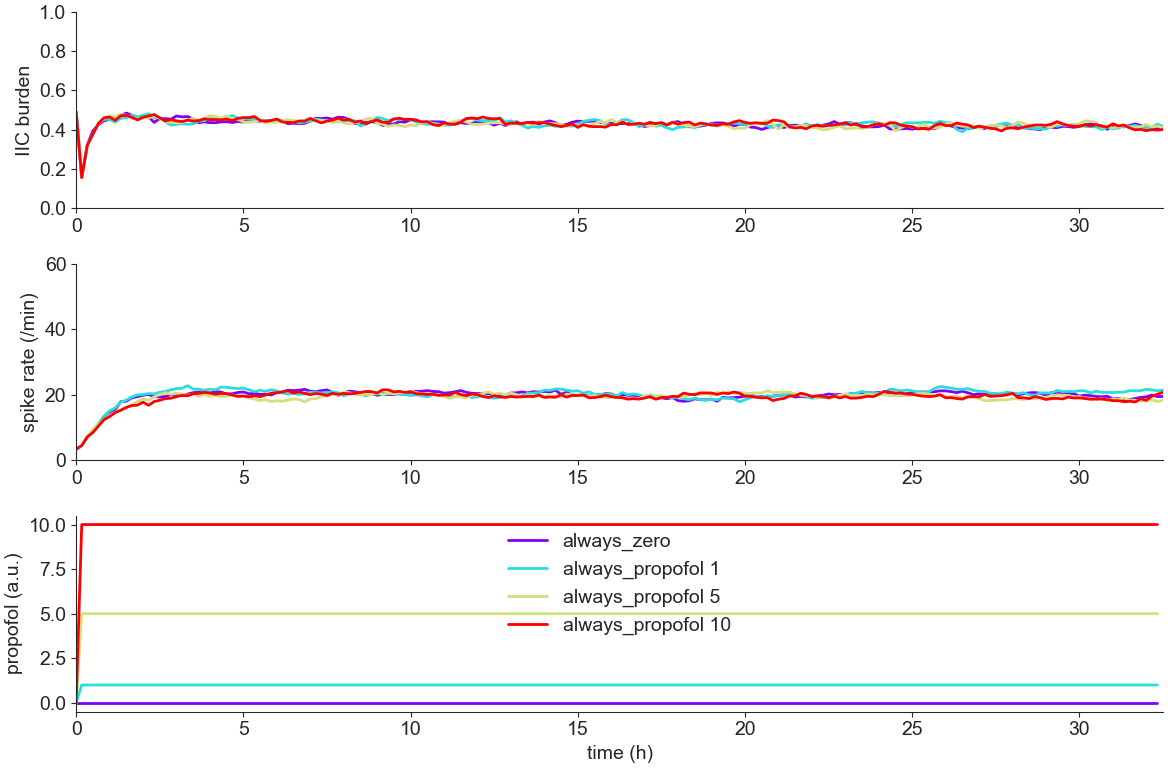 IIC burden
1.0
0.8
0.6
0.4
0.2
0.0
0 5 10 15 20 25 30
spike rate (/min)
60
40
20
0
0 5 10 15 20 25 30
propofol (a.u.)
10.0
7.5
5.0
2.5
0.0
always_zero
always_propofol 1
always_propofol 5
always_propofol 10
0 5 10 15 20 25 30
time (h)